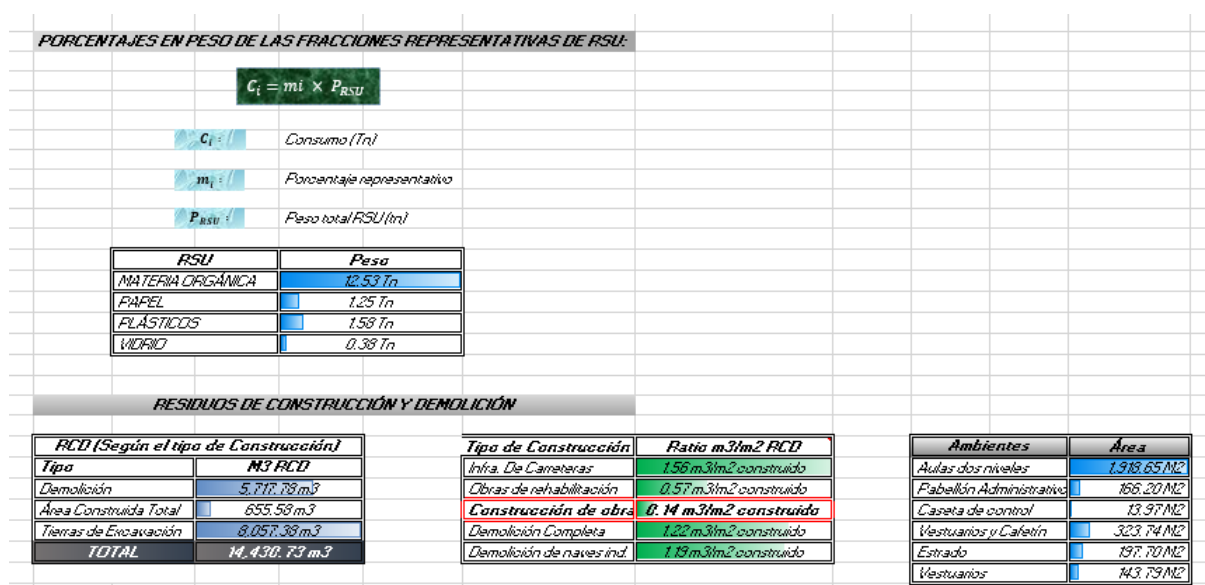 PORCENTAJES EN PESO DE LAS FRACCIONES REPRESENTATIVAS DE RSU:
C_i = mi × P_RSU
C_i : Consumo (Tn)
m_i : Porcentaje representativo
P_RSU : Peso total RSU (tn)
RSU Peso
MATERIA ORGÁNICA 12.53 Tn
PAPEL 1.25 Tn
PLÁSTICOS 1.58 Tn
VIDRIO 0.38 Tn
RESIDUOS DE CONSTRUCCIÓN Y DEMOLICIÓN
RCD (Según el tipo de Construcción)
Tipo M3 RCD
Demolición 5,717.78 m3
Área Construida Total 655.58 m3
Tierras de Excavación 8,057.38 m3
TOTAL 14,430.73 m3
Tipo de Construcción Ratio m3/m2 RCD
Infra. De Carreteras 1.56 m3/m2 construido
Obras de rehabilitación 0.57 m3/m2 construido
Construcción de obra 0.14 m3/m2 construido
Demolición Completa 1.22 m3/m2 construido
Demolición de naves ind. 1.19 m3/m2 construido
Ambientes Área
Aulas dos niveles 1,918.65 M2
Pabellón Administrativo 166.20 M2
Caseta de control 13.97 M2
Vestuarios y Cafetín 323.74 M2
Estrado 197.70 M2
Vestuarios 143.79 M2